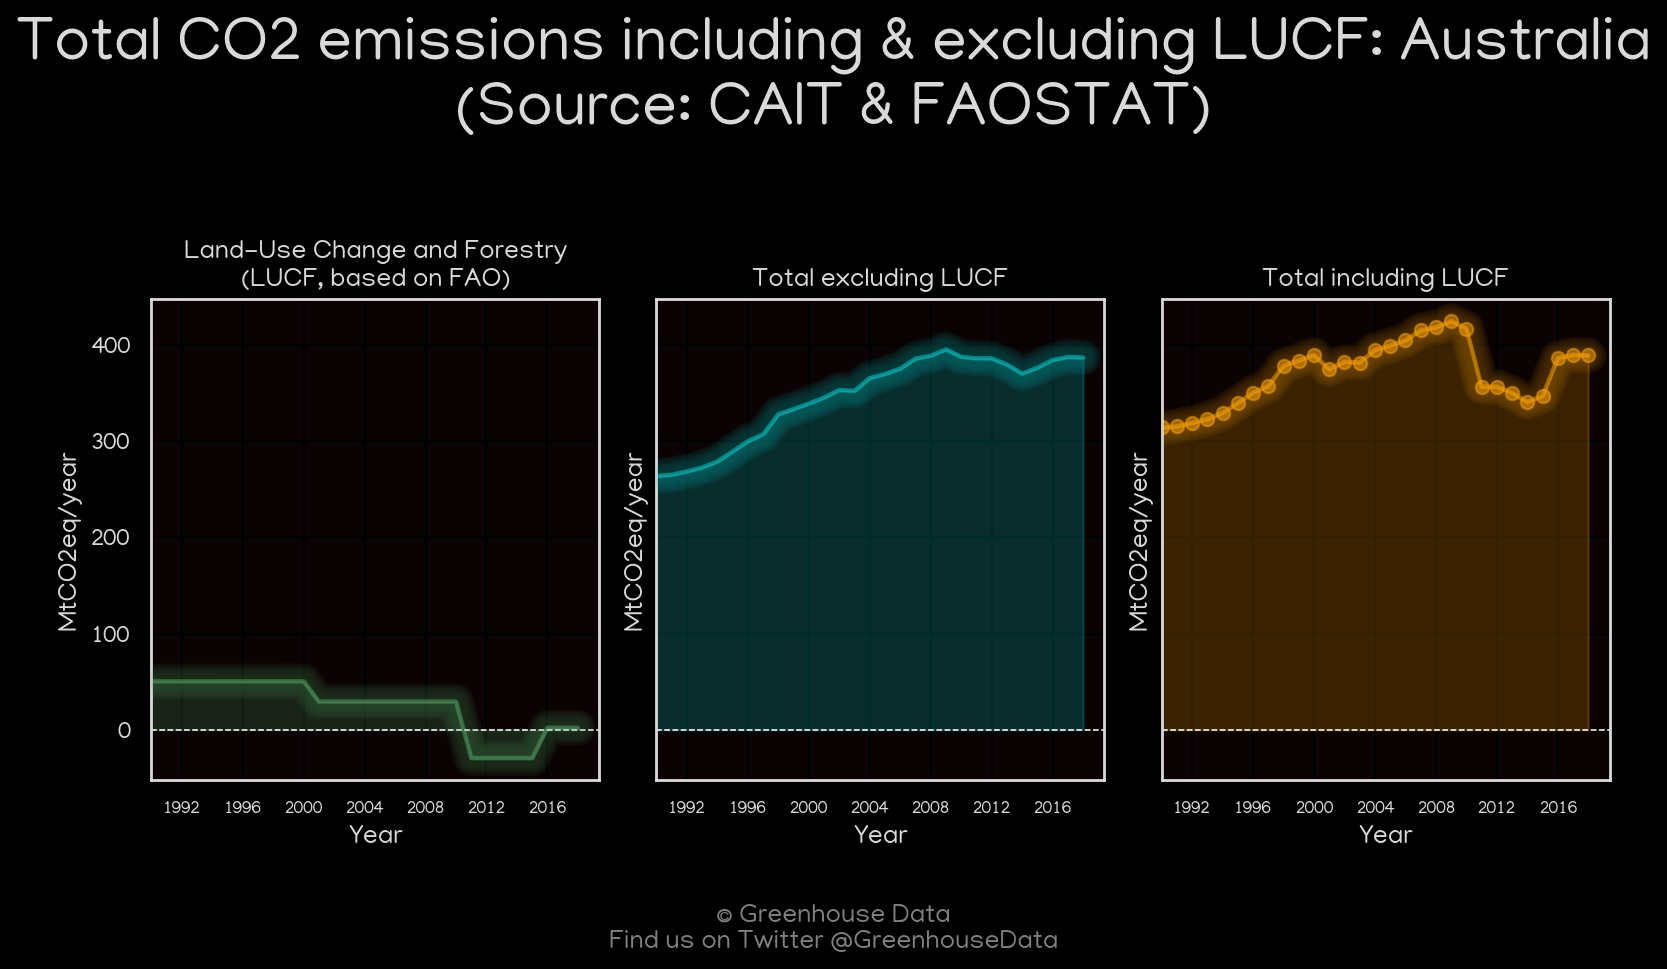 Total CO2 emissions including & excluding LUCF: Australia
(Source: CAIT & FAOSTAT)
Land-Use Change and Forestry
(LUCF, based on FAO)
Total excluding LUCF
Total including LUCF
400
300
200
100
0
MtCO2eq/year
MtCO2eq/year
MtCO2eq/year
1992 1996 2000 2004 2008 2012 2016
1992 1996 2000 2004 2008 2012 2016
1992 1996 2000 2004 2008 2012 2016
Year
Year
Year
© Greenhouse Data
Find us on Twitter @GreenhouseData